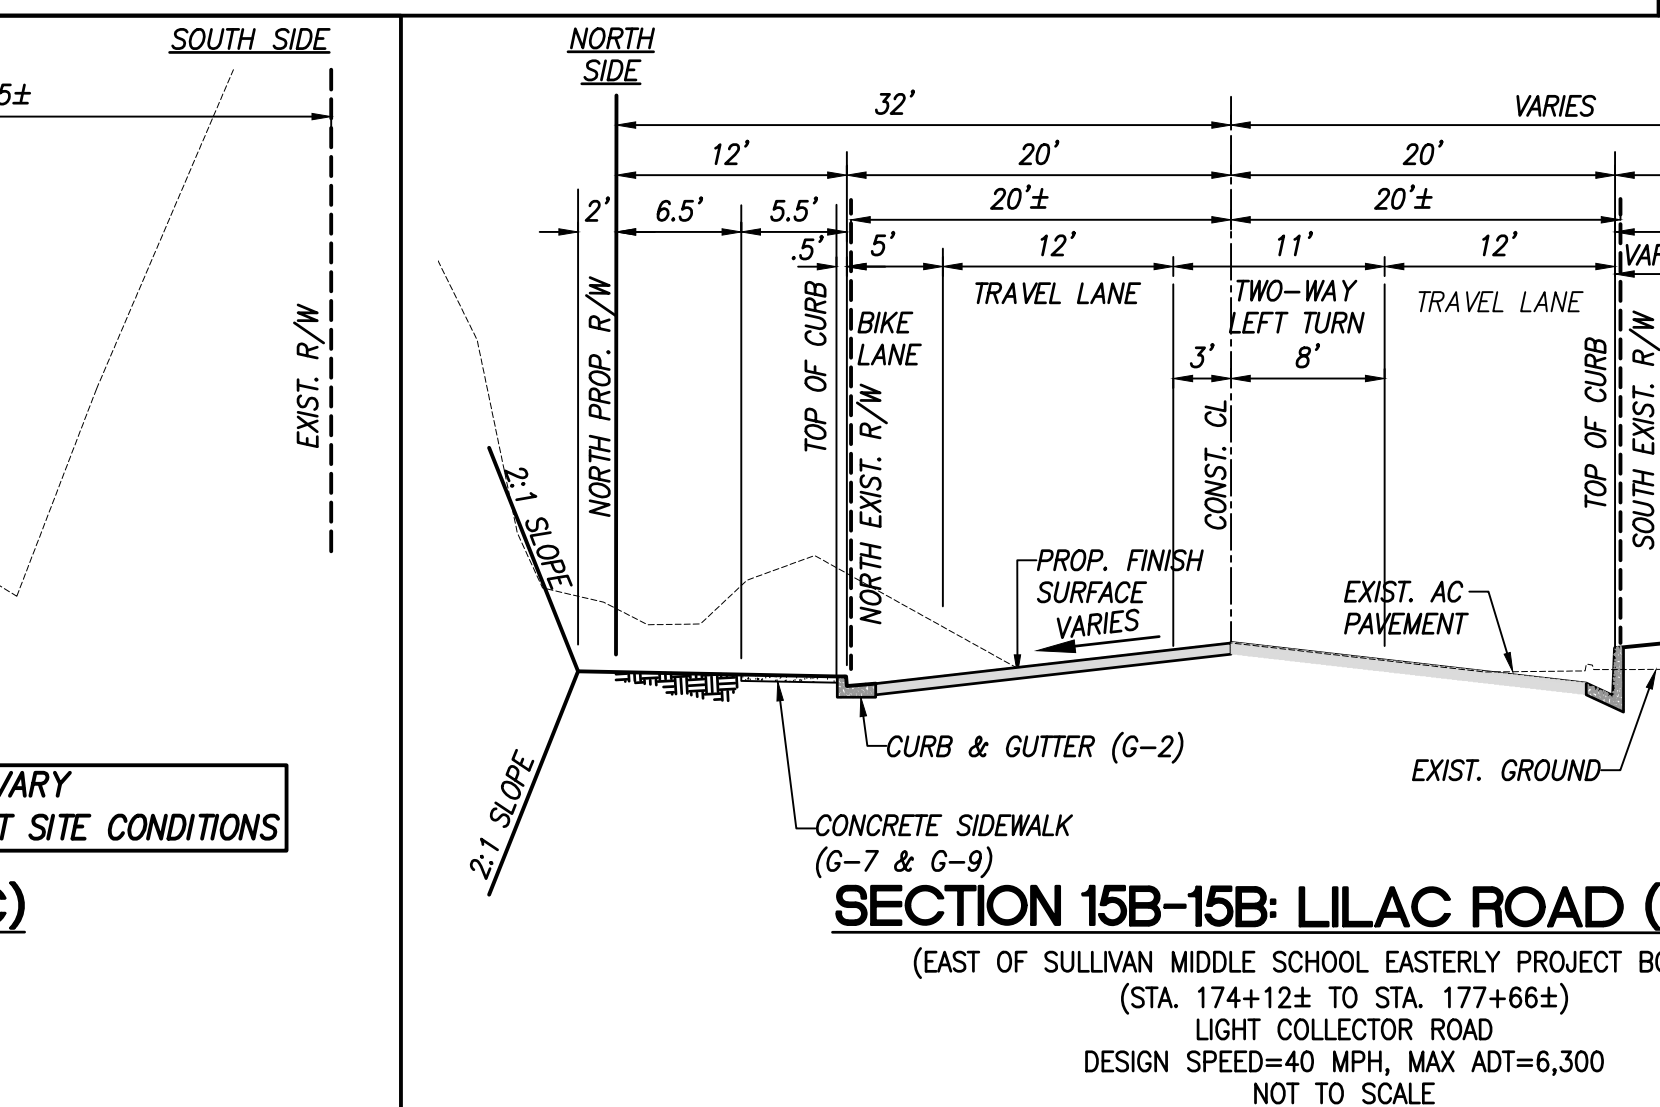 SOUTH SIDE
5±
EXIST. R/W
VARY
T SITE CONDITIONS
C)
NORTH
SIDE
32'
VARIES
12'
20'
20'
2'
6.5'
5.5'
20'±
20'±
.5'
5'
12'
11'
12'
VAR
TRAVEL LANE
TWO-WAY
LEFT TURN
TRAVEL LANE
BIKE
LANE
3'
8'
NORTH PROP. R/W
TOP OF CURB
NORTH EXIST. R/W
CONST. CL
TOP OF CURB
SOUTH EXIST. R/W
2:1 SLOPE
PROP. FINISH
SURFACE
VARIES
EXIST. AC
PAVEMENT
CURB & GUTTER (G-2)
EXIST. GROUND
2:1 SLOPE
CONCRETE SIDEWALK
(G-7 & G-9)
SECTION 15B-15B: LILAC ROAD (
(EAST OF SULLIVAN MIDDLE SCHOOL EASTERLY PROJECT BO
(STA. 174+12± TO STA. 177+66±)
LIGHT COLLECTOR ROAD
DESIGN SPEED=40 MPH, MAX ADT=6,300
NOT TO SCALE